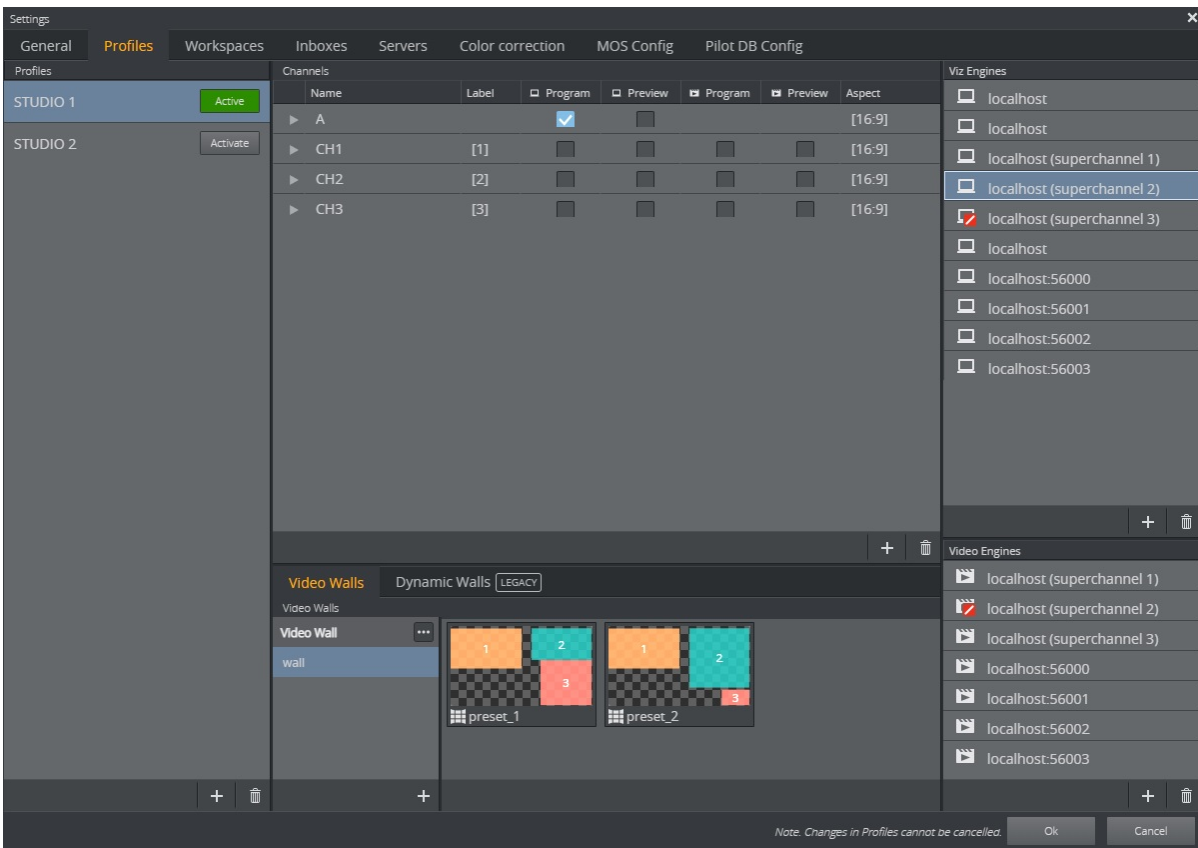 Settings
General Profiles Workspaces Inboxes Servers Color correction MOS Config Pilot DB Config
Profiles
STUDIO 1 Active
STUDIO 2 Activate
Channels
Name Label Program Preview Program Preview Aspect
A [16:9]
CH1 [1] [16:9]
CH2 [2] [16:9]
CH3 [3] [16:9]
Video Walls Dynamic Walls LEGACY
Video Walls
Video Wall
wall
1 2 3
preset_1
1 2 3
preset_2
Viz Engines
localhost
localhost
localhost (superchannel 1)
localhost (superchannel 2)
localhost (superchannel 3)
localhost
localhost:56000
localhost:56001
localhost:56002
localhost:56003
Video Engines
localhost (superchannel 1)
localhost (superchannel 2)
localhost (superchannel 3)
localhost:56000
localhost:56001
localhost:56002
localhost:56003
Note. Changes in Profiles cannot be cancelled. Ok Cancel